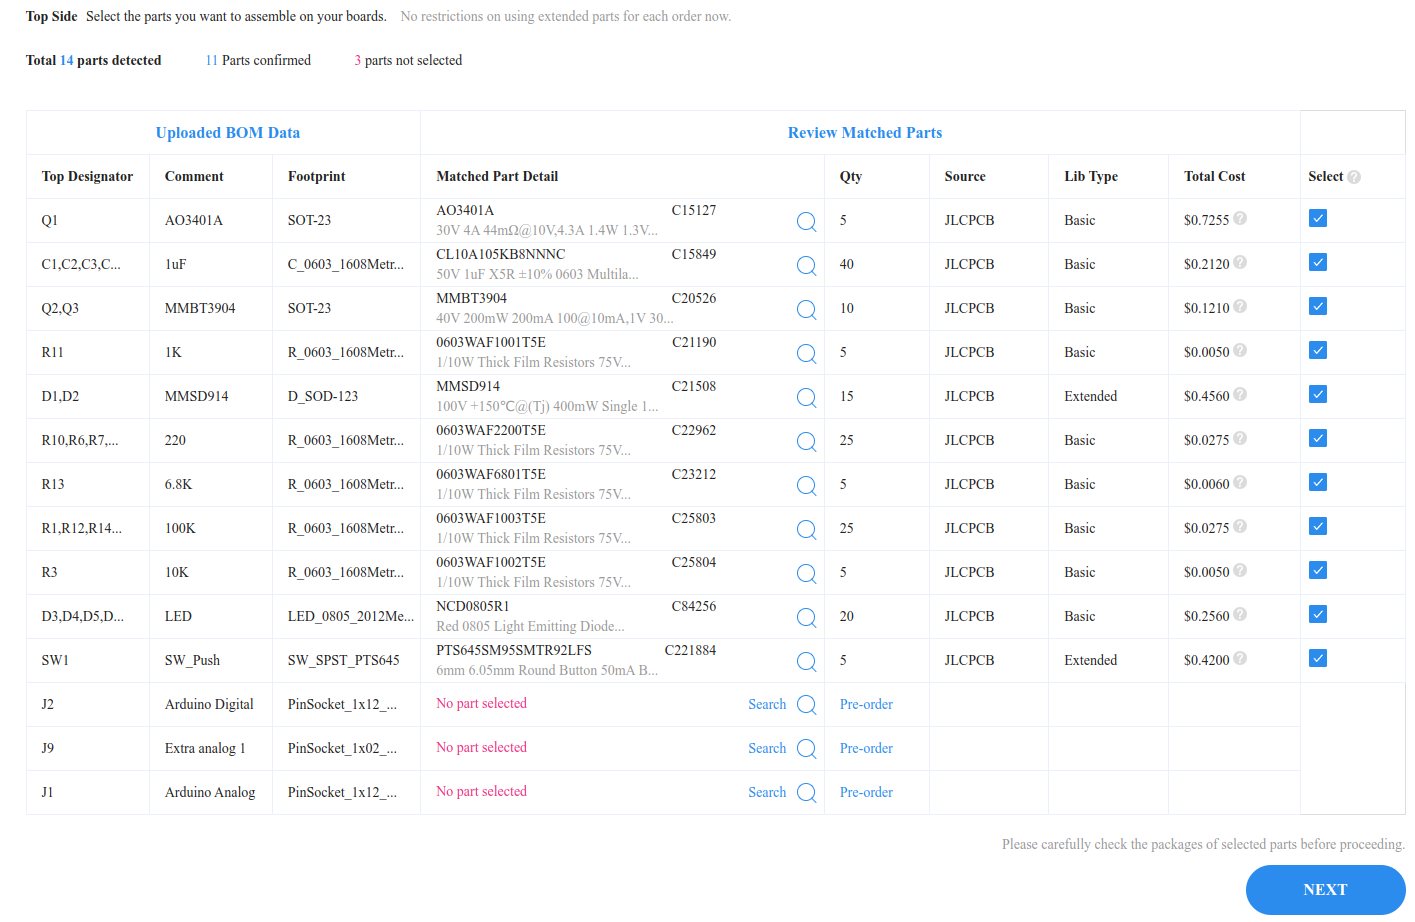 Top Side Select the parts you want to assemble on your boards. No restrictions on using extended parts for each order now.
Total 14 parts detected 11 Parts confirmed 3 parts not selected
Uploaded BOM Data Review Matched Parts
Top Designator Comment Footprint Matched Part Detail Qty Source Lib Type Total Cost Select ?
Q1 AO3401A SOT-23 AO3401A C15127 5 JLCPCB Basic $0.7255 ?
30V 4A 44mΩ@10V,4.3A 1.4W 1.3V...
C1,C2,C3,C... 1uF C_0603_1608Metr... CL10A105KB8NNNC C15849 40 JLCPCB Basic $0.2120 ?
50V 1uF X5R ±10% 0603 Multila...
Q2,Q3 MMBT3904 SOT-23 MMBT3904 C20526 10 JLCPCB Basic $0.1210 ?
40V 200mW 200mA 100@10mA,1V 30...
R11 1K R_0603_1608Metr... 0603WAF1001T5E C21190 5 JLCPCB Basic $0.0050 ?
1/10W Thick Film Resistors 75V...
D1,D2 MMSD914 D_SOD-123 MMSD914 C21508 15 JLCPCB Extended $0.4560 ?
100V +150℃@(Tj) 400mW Single 1...
R10,R6,R7,... 220 R_0603_1608Metr... 0603WAF2200T5E C22962 25 JLCPCB Basic $0.0275 ?
1/10W Thick Film Resistors 75V...
R13 6.8K R_0603_1608Metr... 0603WAF6801T5E C23212 5 JLCPCB Basic $0.0060 ?
1/10W Thick Film Resistors 75V...
R1,R12,R14... 100K R_0603_1608Metr... 0603WAF1003T5E C25803 25 JLCPCB Basic $0.0275 ?
1/10W Thick Film Resistors 75V...
R3 10K R_0603_1608Metr... 0603WAF1002T5E C25804 5 JLCPCB Basic $0.0050 ?
1/10W Thick Film Resistors 75V...
D3,D4,D5,D... LED LED_0805_2012Me... NCD0805R1 C84256 20 JLCPCB Basic $0.2560 ?
Red 0805 Light Emitting Diode...
SW1 SW_Push SW_SPST_PTS645 PTS645SM95SMTR92LFS C221884 5 JLCPCB Extended $0.4200 ?
6mm 6.05mm Round Button 50mA B...
J2 Arduino Digital PinSocket_1x12_... No part selected Search Pre-order
J9 Extra analog 1 PinSocket_1x02_... No part selected Search Pre-order
J1 Arduino Analog PinSocket_1x12_... No part selected Search Pre-order
Please carefully check the packages of selected parts before proceeding.
NEXT